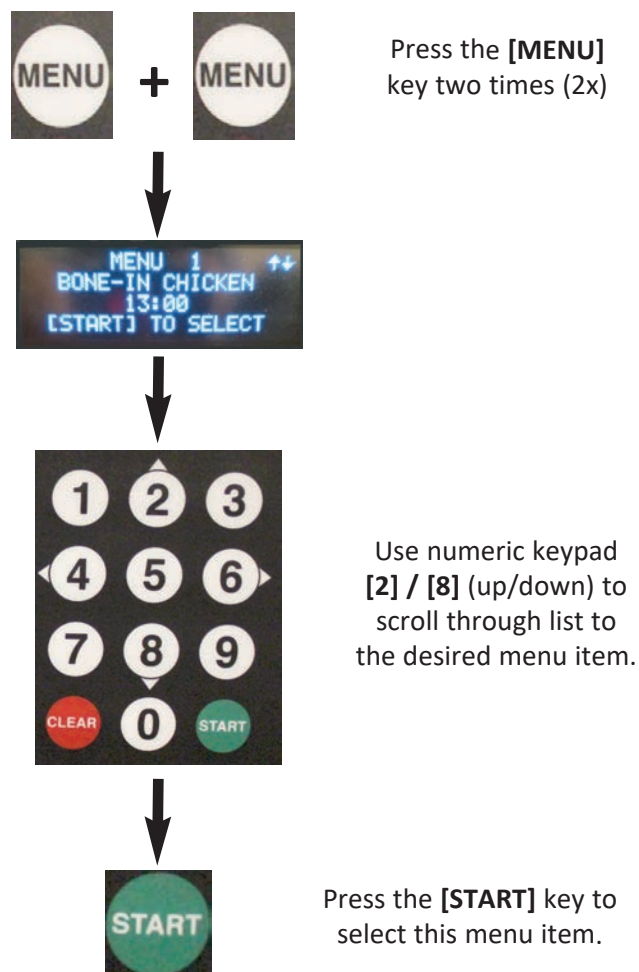 MENU + MENU
Press the [MENU]
key two times (2x)
MENU 1 ↑↓
BONE-IN CHICKEN
13:00
[START] TO SELECT
1 2 3
4 5 6
7 8 9
CLEAR 0 START
Use numeric keypad
[2] / [8] (up/down) to
scroll through list to
the desired menu item.
START
Press the [START] key to
select this menu item.